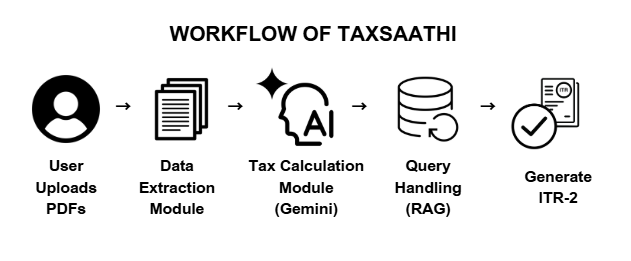 WORKFLOW OF TAXSAATHI
AI
ITR
User
Uploads
PDFs
Data
Extraction
Module
Tax Calculation
Module
(Gemini)
Query
Handling
(RAG)
Generate
ITR-2